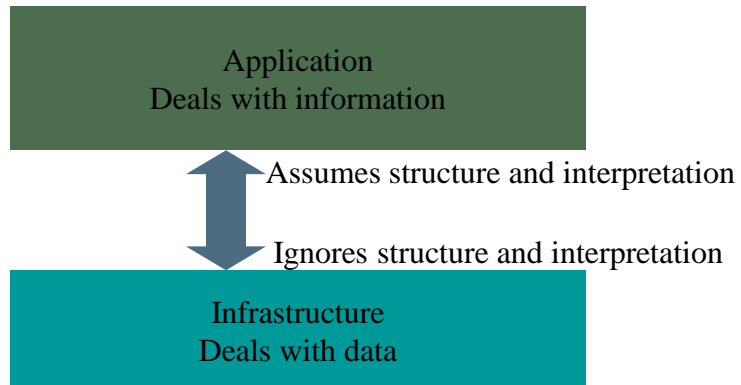 Application
Deals with information
Assumes structure and interpretation
Ignores structure and interpretation
Infrastructure
Deals with data